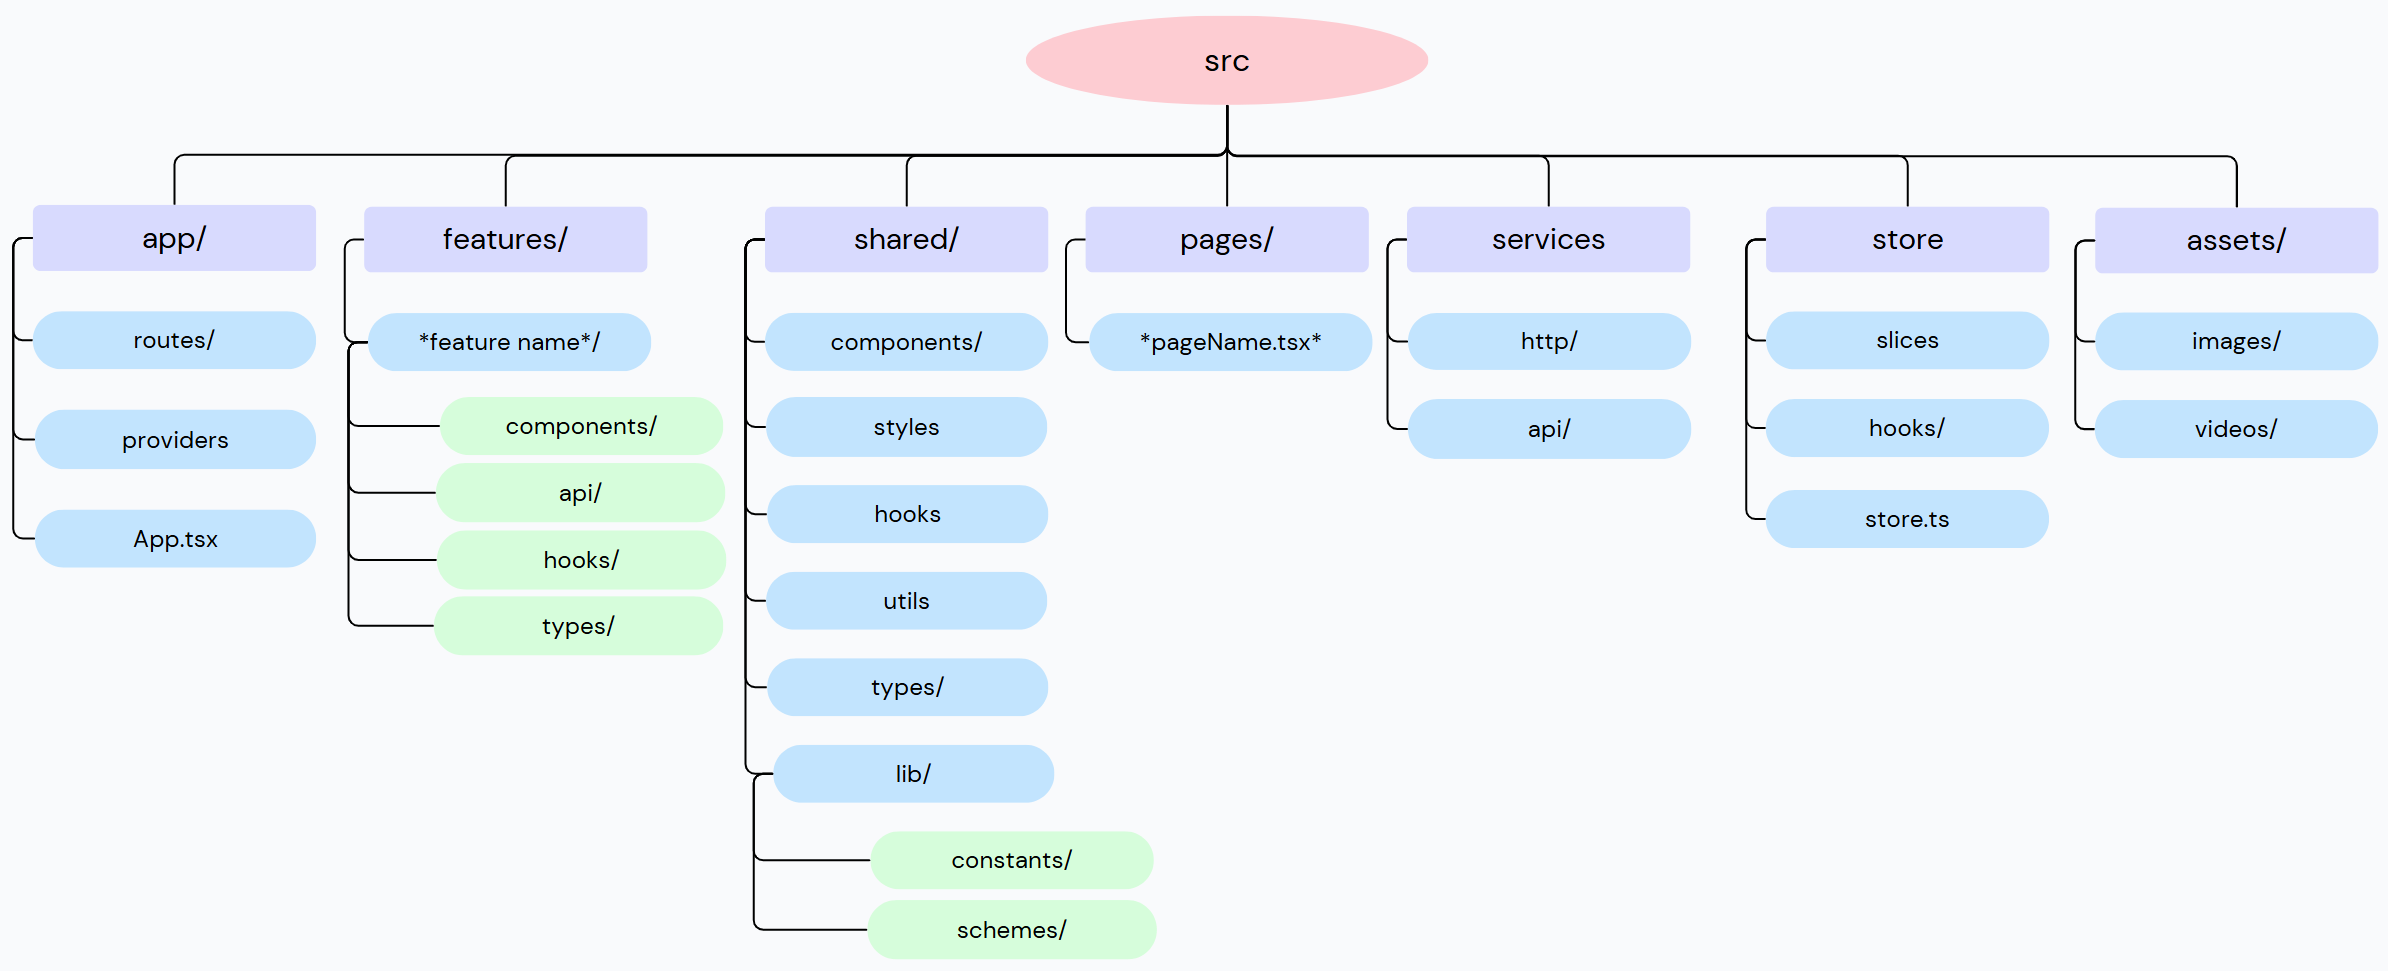 src
app/
routes/
providers
App.tsx
features/
*feature name*/
components/
api/
hooks/
types/
shared/
components/
styles
hooks
utils
types/
lib/
constants/
schemes/
pages/
*pageName.tsx*
services
http/
api/
store
slices
hooks/
store.ts
assets/
images/
videos/